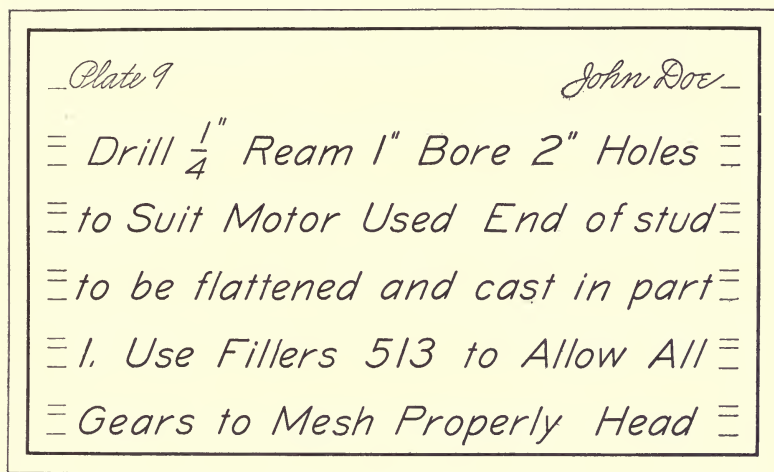 Plate 9 John Doe
Drill 1/4" Ream 1" Bore 2" Holes
to Suit Motor Used End of stud
to be flattened and cast in part
1. Use Fillers 513 to Allow All
Gears to Mesh Properly Head